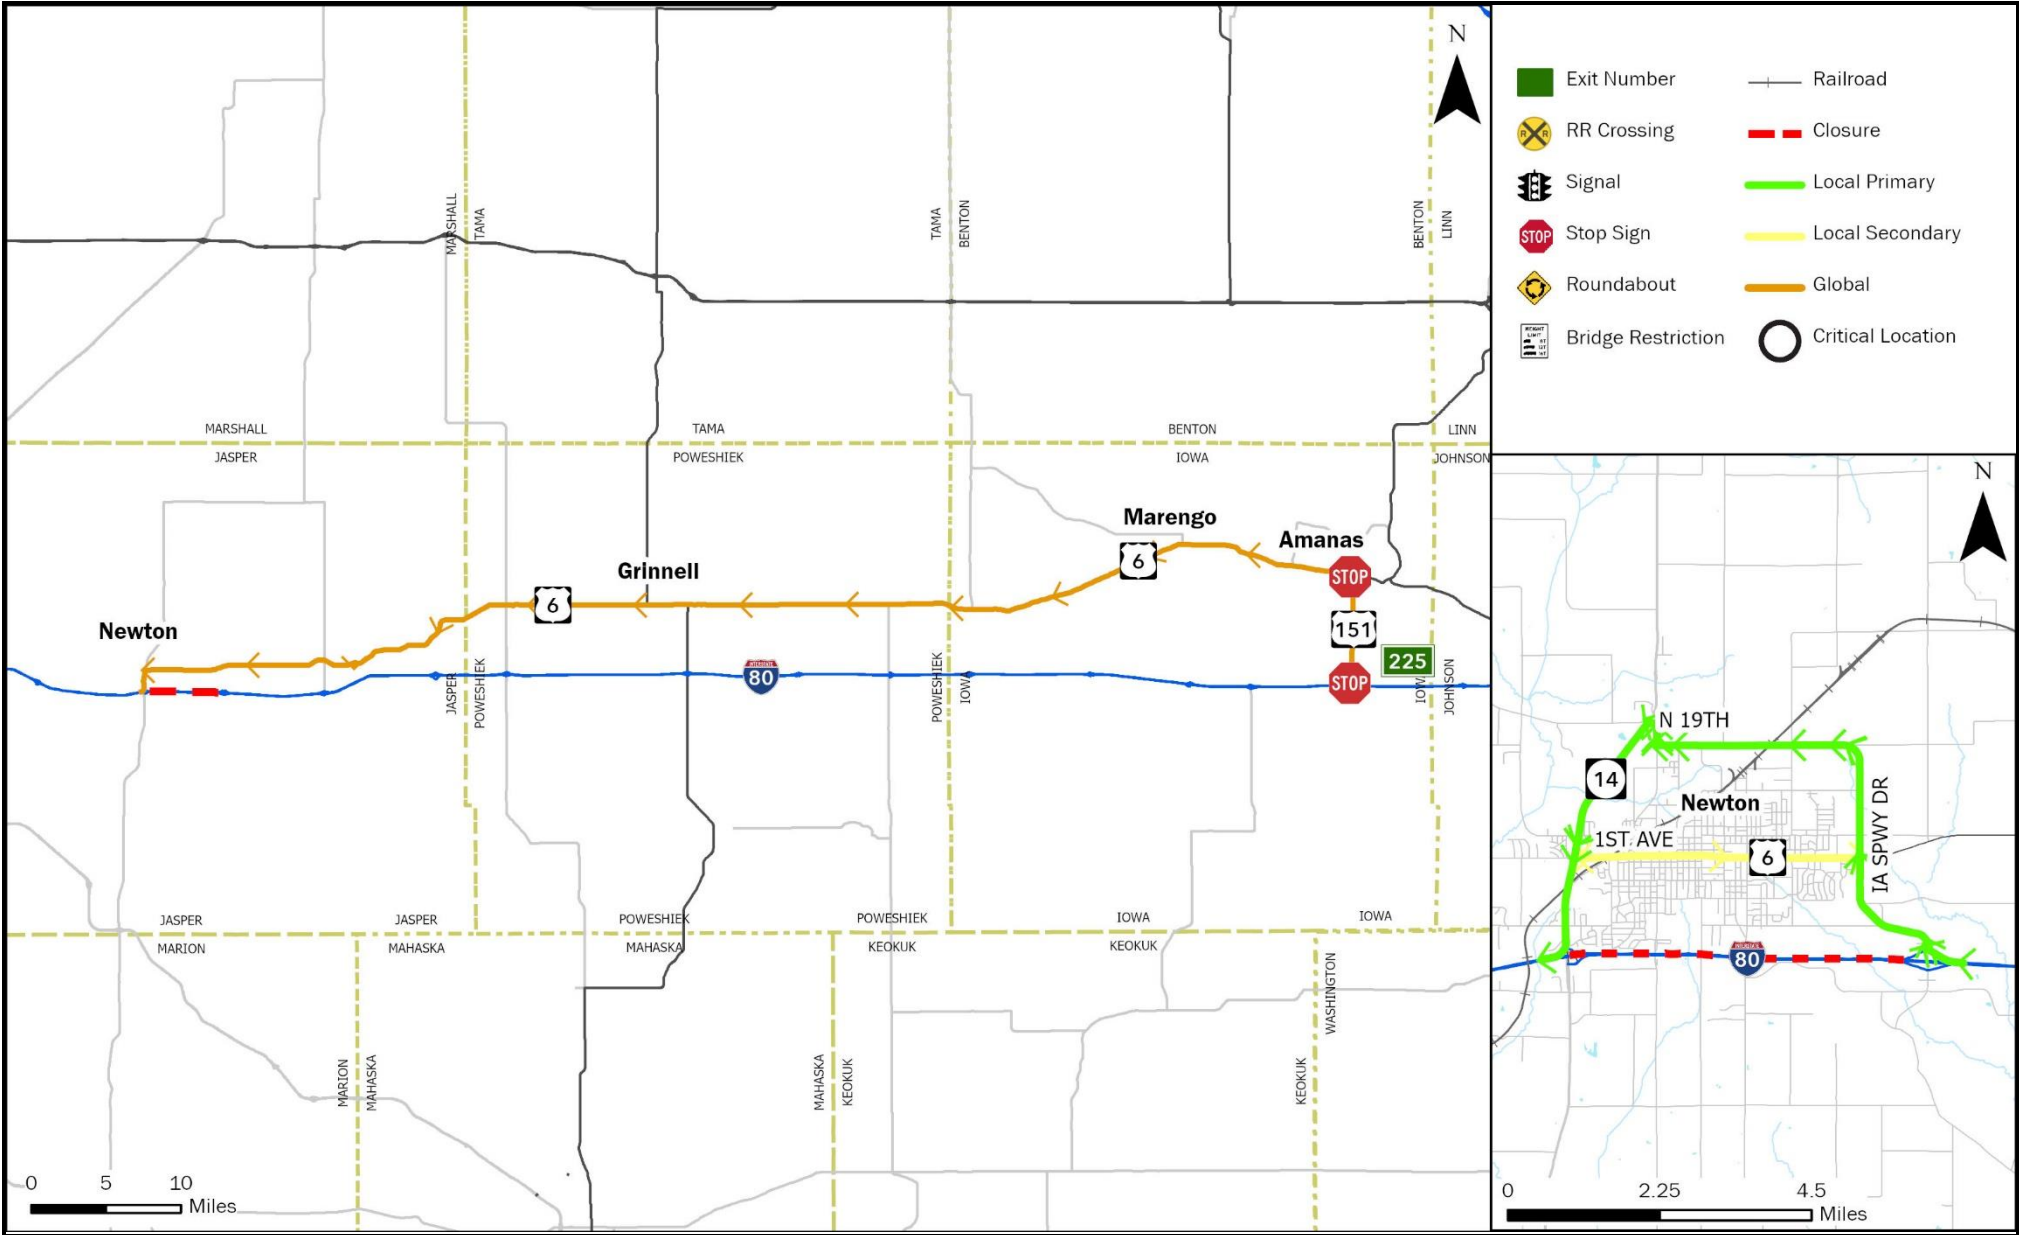 N
MARSHALL
TAMA
TAMA
BENTON
BENTON
LINN
MARSHALL
TAMA
BENTON
LINN
JASPER
POWESHIEK
IOWA
JOHNSON
Marengo
Amanas
6
STOP
Grinnell
6
151
Newton
225
STOP
80
JASPER
POWESHIEK
POWESHIEK
IOWA
IOWA
JOHNSON
JASPER
JASPER
POWESHIEK
POWESHIEK
IOWA
IOWA
MARION
MAHASKA
MAHASKA
KEOKUK
KEOKUK
WASHINGTON
MARION
MAHASKA
MAHASKA
KEOKUK
KEOKUK
0 5 10
Miles
Exit Number
Railroad
RR Crossing
Closure
Signal
Local Primary
STOP
Stop Sign
Local Secondary
Roundabout
Global
Bridge Restriction
Critical Location
N
N 19TH
14
Newton
1ST AVE
6
IA SPWY DR
80
0 2.25 4.5
Miles